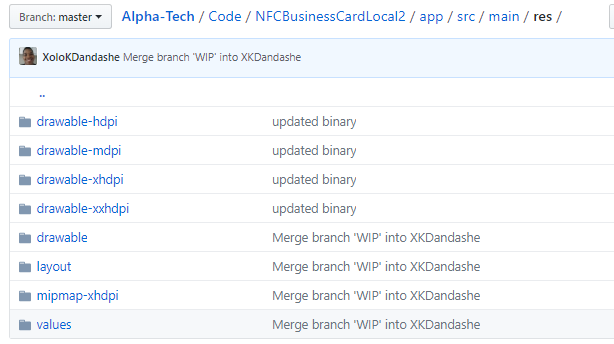 Branch: master Alpha-Tech / Code / NFCBusinessCardLocal2 / app / src / main / res /
XoloKDandashe Merge branch 'WIP' into XKDandashe
..
drawable-hdpi updated binary
drawable-mdpi updated binary
drawable-xhdpi updated binary
drawable-xxhdpi updated binary
drawable Merge branch 'WIP' into XKDandashe
layout Merge branch 'WIP' into XKDandashe
mipmap-xhdpi Merge branch 'WIP' into XKDandashe
values Merge branch 'WIP' into XKDandashe